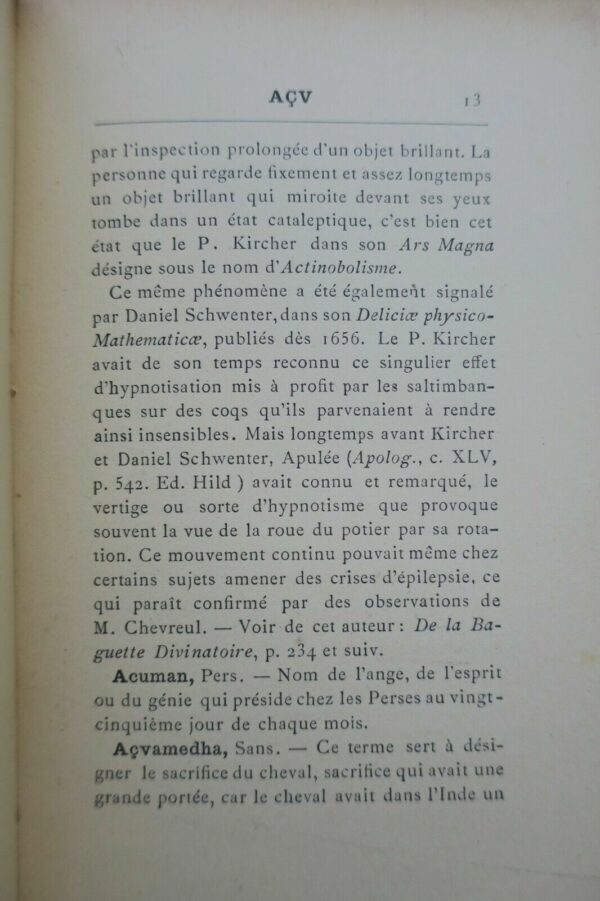 AÇV 13
par l'inspection prolongée d'un objet brillant. La
personne qui regarde fixement et assez longtemps
un objet brillant qui miroite devant ses yeux
tombe dans un état cataleptique, c'est bien cet
état que le P. Kircher dans son Ars Magna
désigne sous le nom d'Actinobolisme.
Ce même phénomène a été également signalé
par Daniel Schwenter, dans son Deliciæ physico-
Mathematicæ, publiés dès 1656. Le P. Kircher
avait de son temps reconnu ce singulier effet
d'hypnotisation mis à profit par les saltimban-
ques sur des coqs qu'ils parvenaient à rendre
ainsi insensibles. Mais longtemps avant Kircher
et Daniel Schwenter, Apulée (Apolog., c. XLV,
p. 542. Ed. Hild ) avait connu et remarqué, le
vertige ou sorte d'hypnotisme que provoque
souvent la vue de la roue du potier par sa rota-
tion. Ce mouvement continu pouvait même chez
certains sujets amener des crises d'épilepsie, ce
qui paraît confirmé par des observations de
M. Chevreul. — Voir de cet auteur : De la Ba-
guette Divinatoire, p. 234 et suiv.
Acuman, Pers. — Nom de l'ange, de l'esprit
ou du génie qui préside chez les Perses au vingt-
cinquième jour de chaque mois.
Açvamedha, Sans. — Ce terme sert à dési-
gner le sacrifice du cheval, sacrifice qui avait une
grande portée, car le cheval avait dans l'Inde un